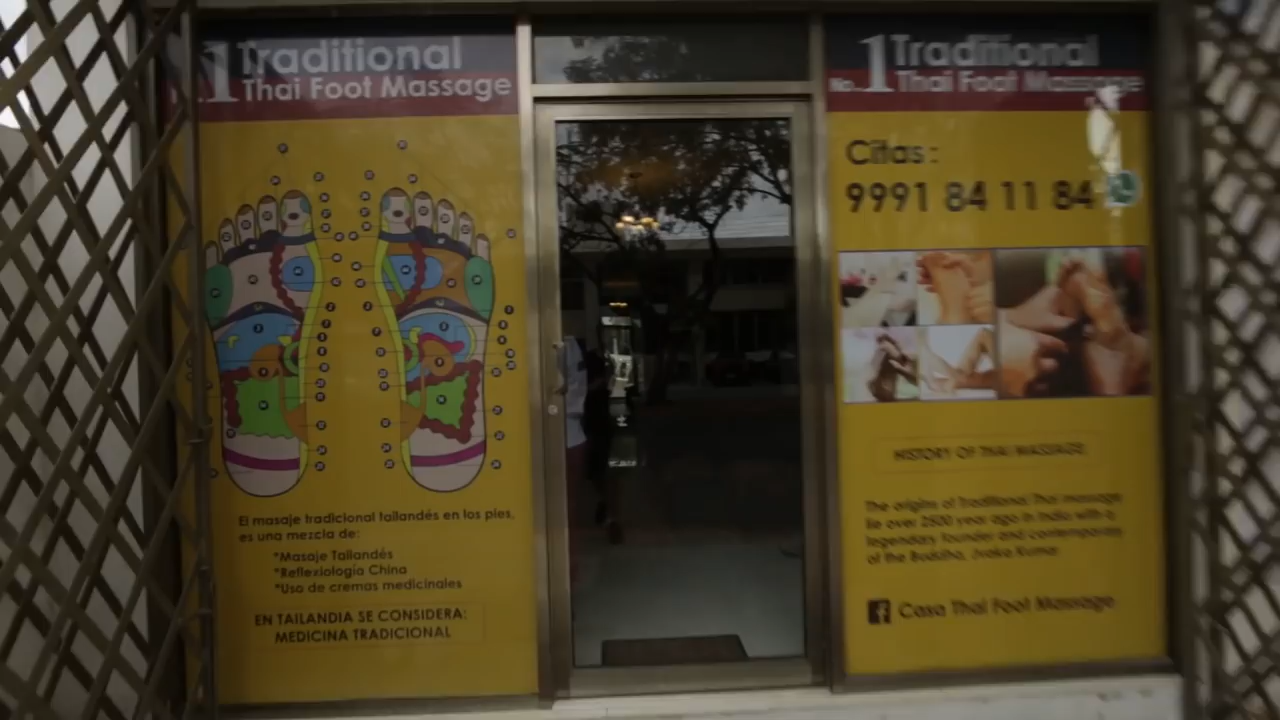 1 Traditional
Thai Foot Massage
El masaje tradicional tailandés en los pies,
es una mezcla de:
*Masaje Tailandés
*Reflexiología China
*Uso de cremas medicinales
EN TAILANDIA SE CONSIDERA:
MEDICINA TRADICIONAL
No. 1 Traditional
Thai Foot Massage
Citas:
9991 84 11 84
HISTORY OF THAI MASSAGE
The origins of Traditional Thai massage
lie over 2500 year ago in India with a
legendary founder and contemporary
of the Buddha,
Casa Thai Foot Massage